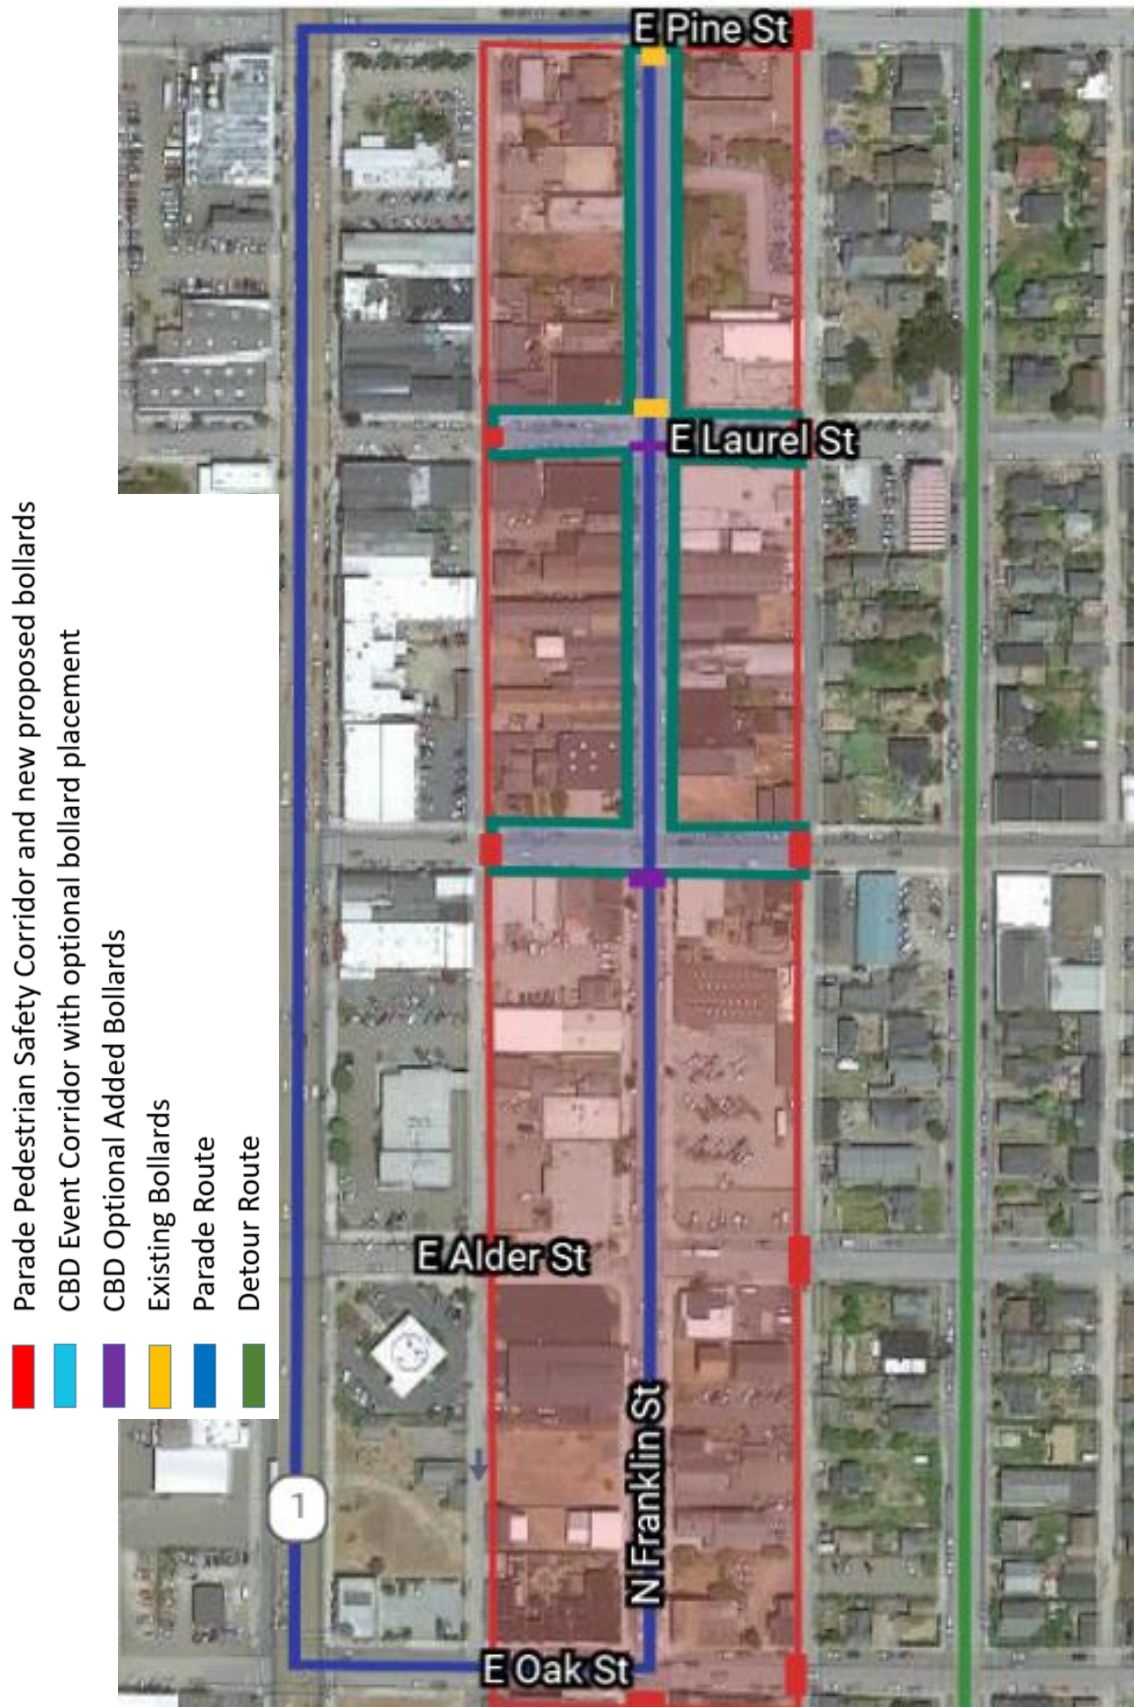 Parade Pedestrian Safety Corridor and new proposed bollards
CBD Event Corridor with optional bollard placement
CBD Optional Added Bollards
Existing Bollards
Parade Route
Detour Route
E Pine St
E Laurel St
E Alder St
1
N Franklin St
E Oak St